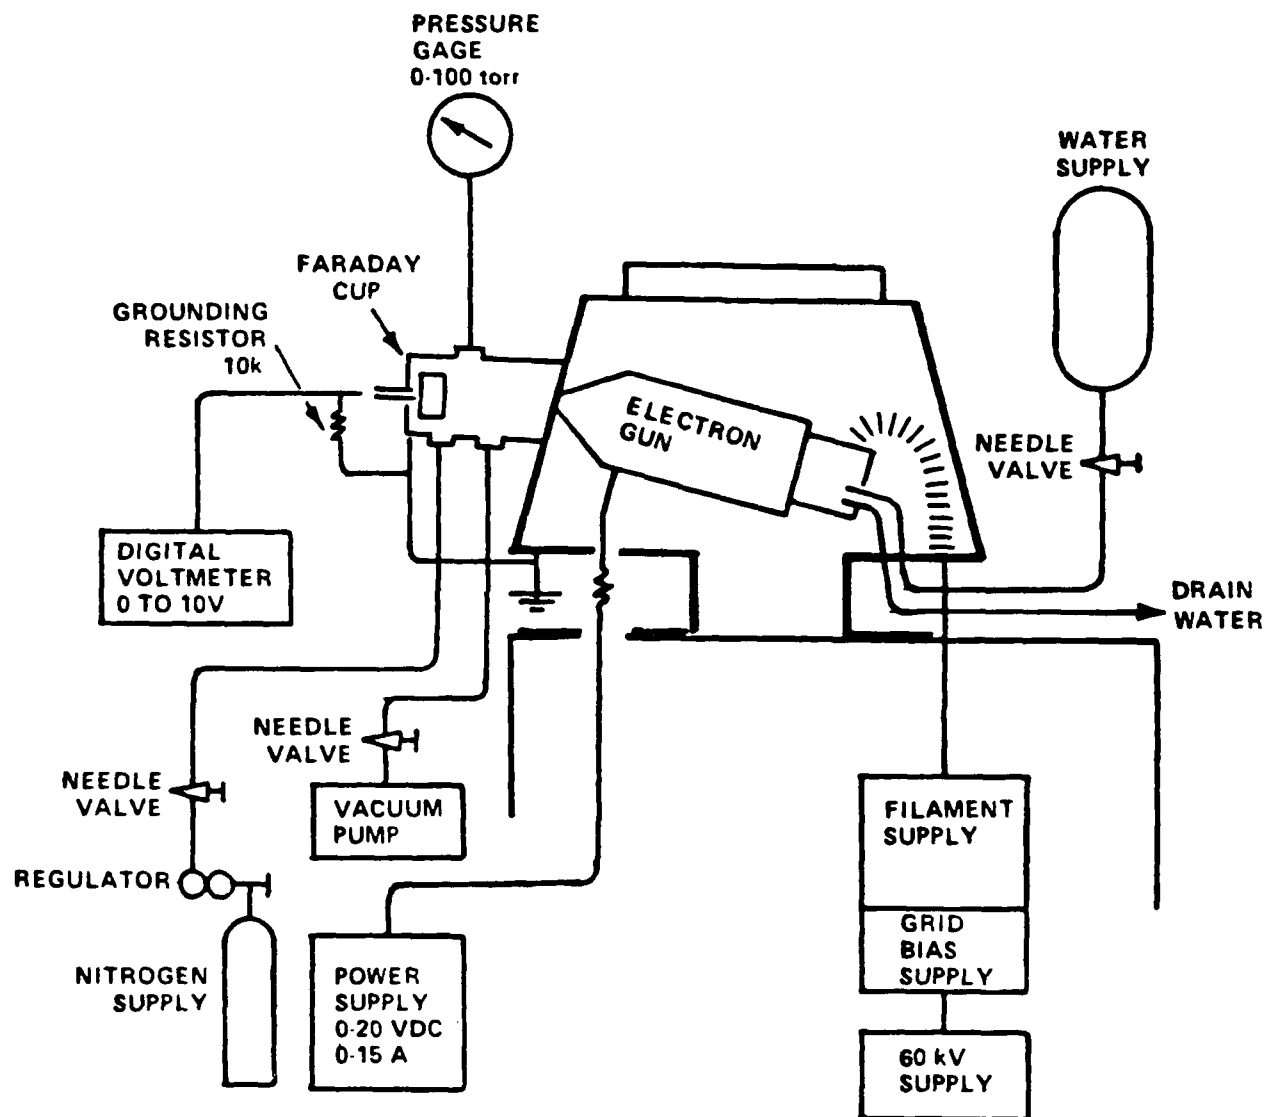 PRESSURE
GAGE
0-100 torr
WATER
SUPPLY
FARADAY
CUP
GROUNDING
RESISTOR
10k
ELECTRON
GUN
NEEDLE
VALVE
DIGITAL
VOLTMETER
0 TO 10V
DRAIN
WATER
NEEDLE
VALVE
NEEDLE
VALVE
VACUUM
PUMP
FILAMENT
SUPPLY
REGULATOR
GRID
BIAS
SUPPLY
NITROGEN
SUPPLY
POWER
SUPPLY
0-20 VDC
0-15 A
60 kV
SUPPLY